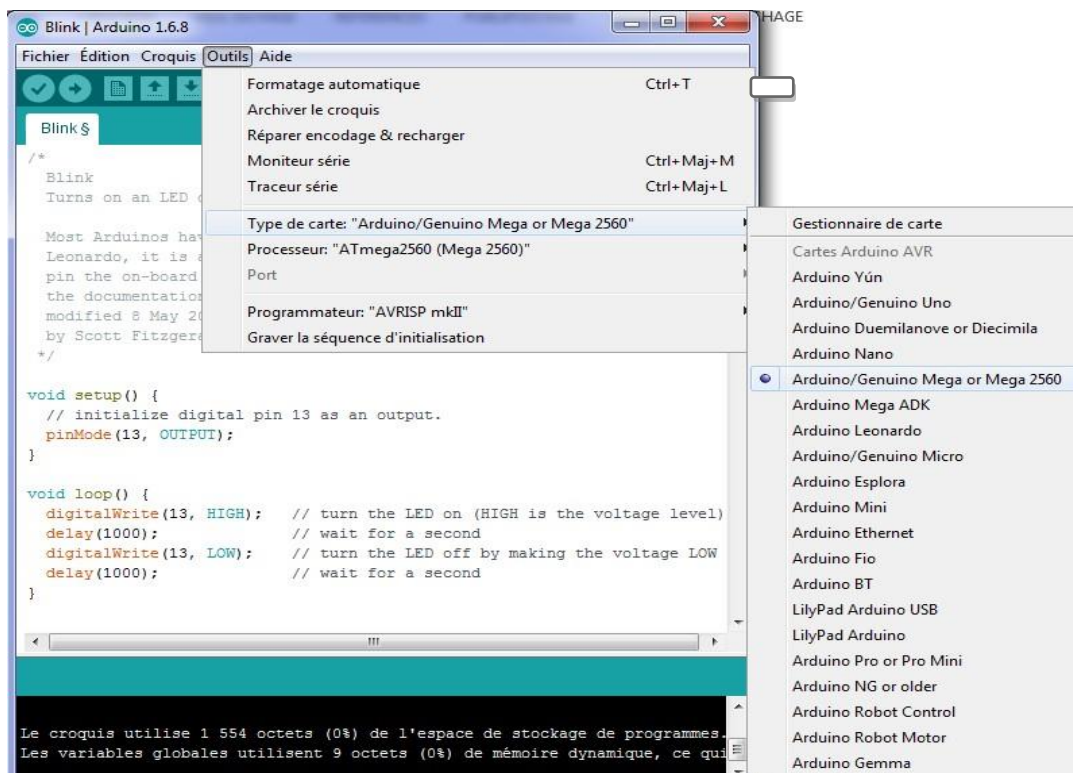 HAGE
Blink | Arduino 1.6.8
Fichier Édition Croquis Outils Aide
Blink §
Formatage automatique Ctrl+T
Archiver le croquis
Réparer encodage & recharger
Moniteur série Ctrl+Maj+M
Traceur série Ctrl+Maj+L
Type de carte: "Arduino/Genuino Mega or Mega 2560"
Processeur: "ATmega2560 (Mega 2560)"
Port
Programmateur: "AVRISP mkII"
Graver la séquence d'initialisation
Gestionnaire de carte
Cartes Arduino AVR
Arduino Yún
Arduino/Genuino Uno
Arduino Duemilanove or Diecimila
Arduino Nano
Arduino/Genuino Mega or Mega 2560
Arduino Mega ADK
Arduino Leonardo
Arduino/Genuino Micro
Arduino Esplora
Arduino Mini
Arduino Ethernet
Arduino Fio
Arduino BT
LilyPad Arduino USB
LilyPad Arduino
Arduino Pro or Pro Mini
Arduino NG or older
Arduino Robot Control
Arduino Robot Motor
Arduino Gemma
/*
Blink
Turns on an LED
Most Arduinos hav
Leonardo, it is
pin the on-board
the documentation
modified 8 May 20
by Scott Fitzgera
*/
void setup() {
// initialize digital pin 13 as an output.
pinMode(13, OUTPUT);
}
void loop() {
digitalWrite(13, HIGH); // turn the LED on (HIGH is the voltage level)
delay(1000); // wait for a second
digitalWrite(13, LOW); // turn the LED off by making the voltage LOW
delay(1000); // wait for a second
}
Le croquis utilise 1 554 octets (0%) de l'espace de stockage de programmes.
Les variables globales utilisent 9 octets (0%) de mémoire dynamique, ce qui